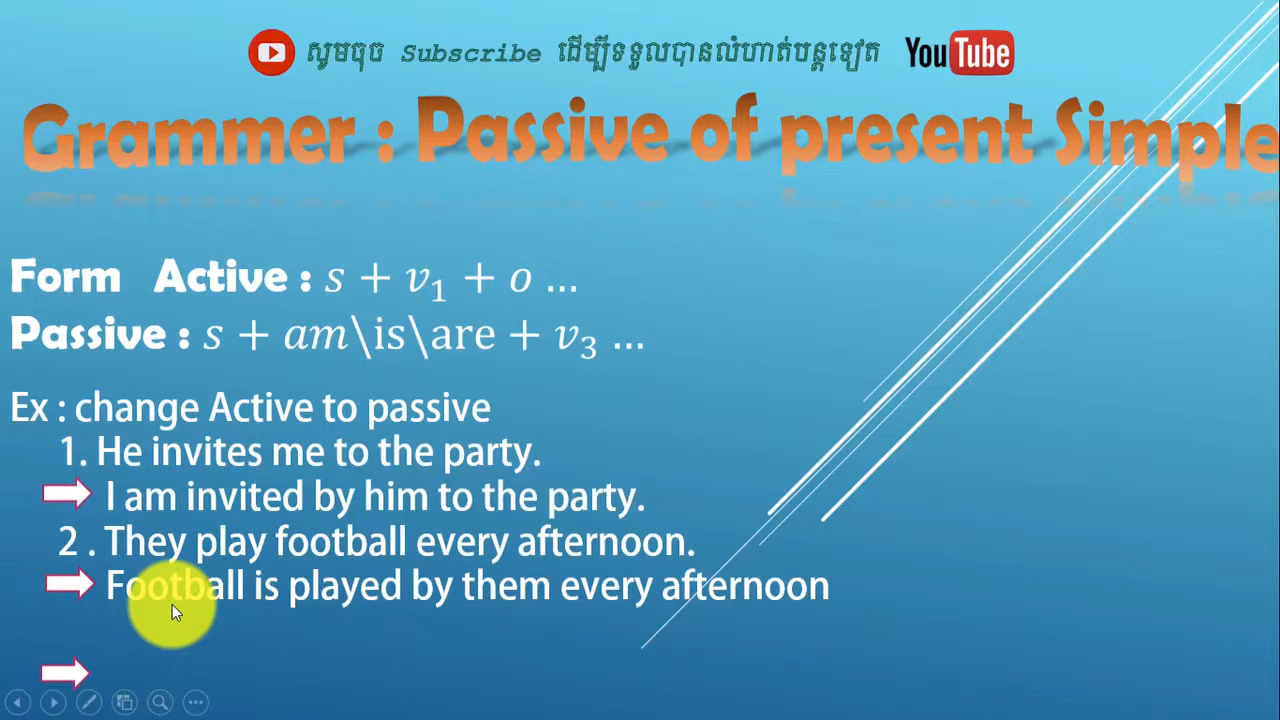 សូមចុច Subscribe ដើម្បីទទួលបានលំហាត់បន្តទៀត YouTube
Grammer : Passive of present Simple
Form Active : s + v₁ + o ...
Passive : s + am\is\are + v₃ ...
Ex : change Active to passive
1. He invites me to the party.
I am invited by him to the party.
2 . They play football every afternoon.
Football is played by them every afternoon